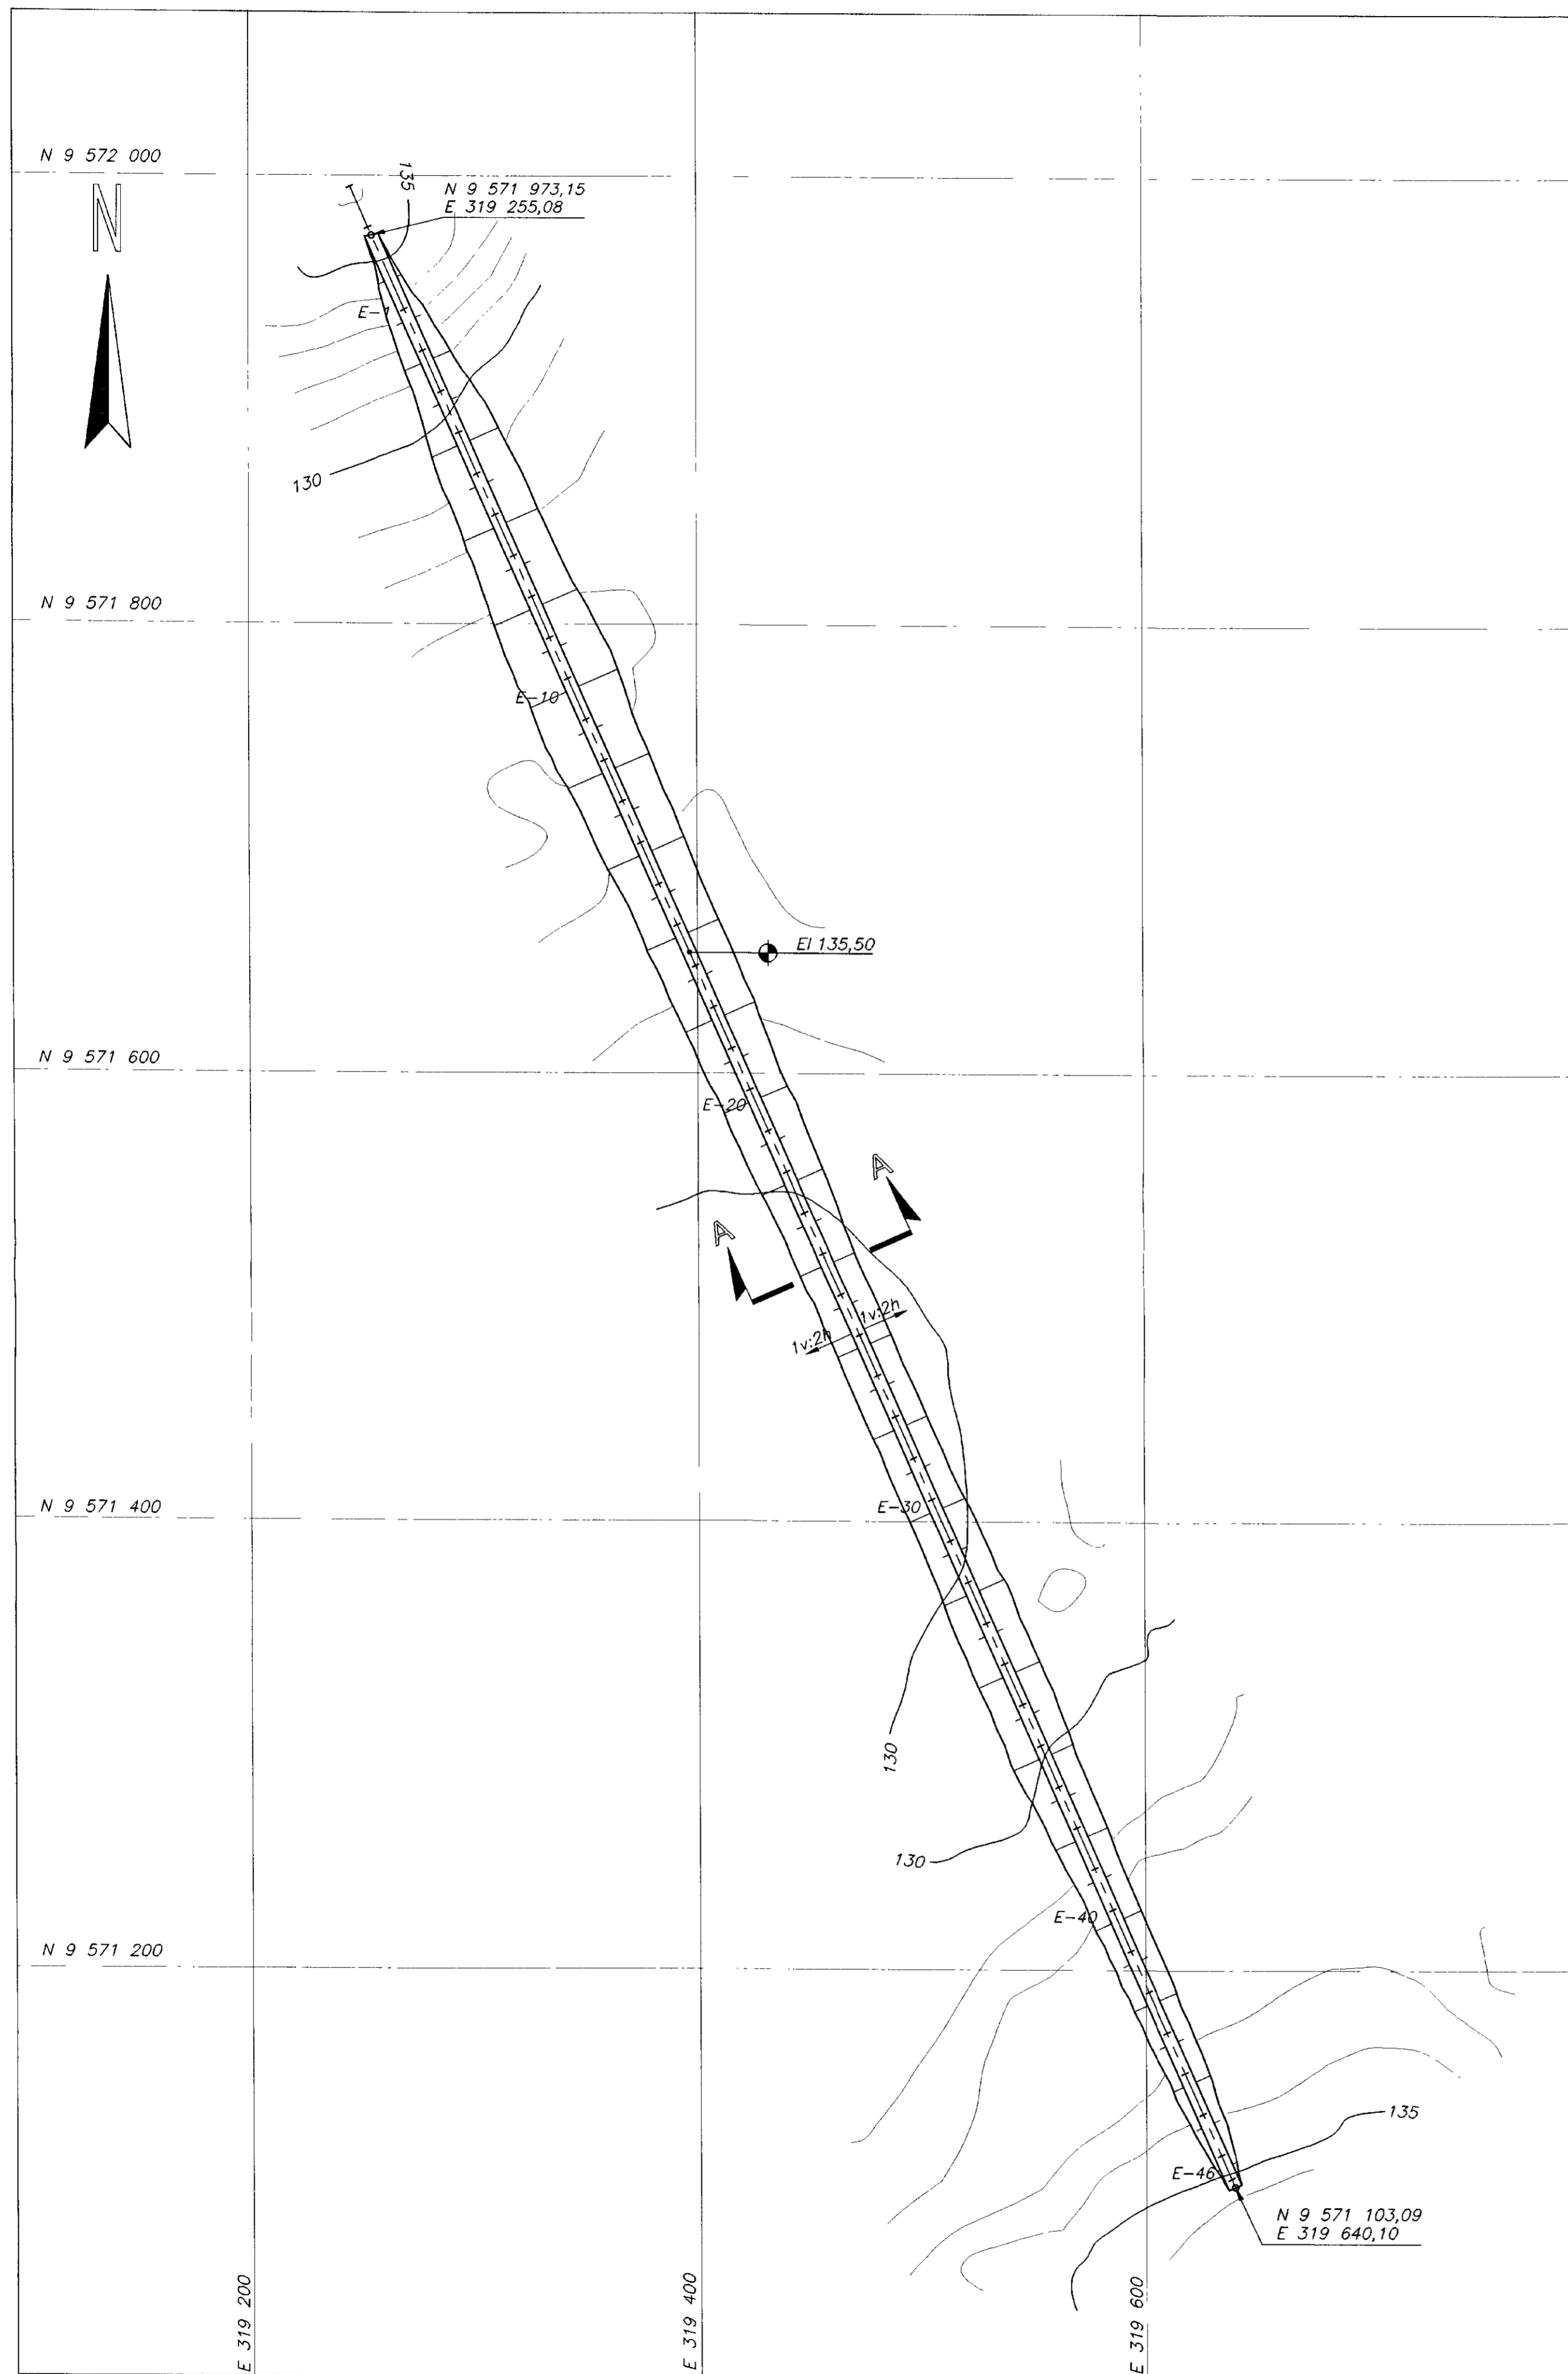 N 9 572 000
N
135
N 9 571 973,15
E 319 255,08
E-1
130
N 9 571 800
E-10
El 135,50
N 9 571 600
E-20
A
A
1v:2h
1v:2h
N 9 571 400
E-30
130
130
E-40
N 9 571 200
135
E-46
N 9 571 103,09
E 319 640,10
E 319 200
E 319 400
E 319 600